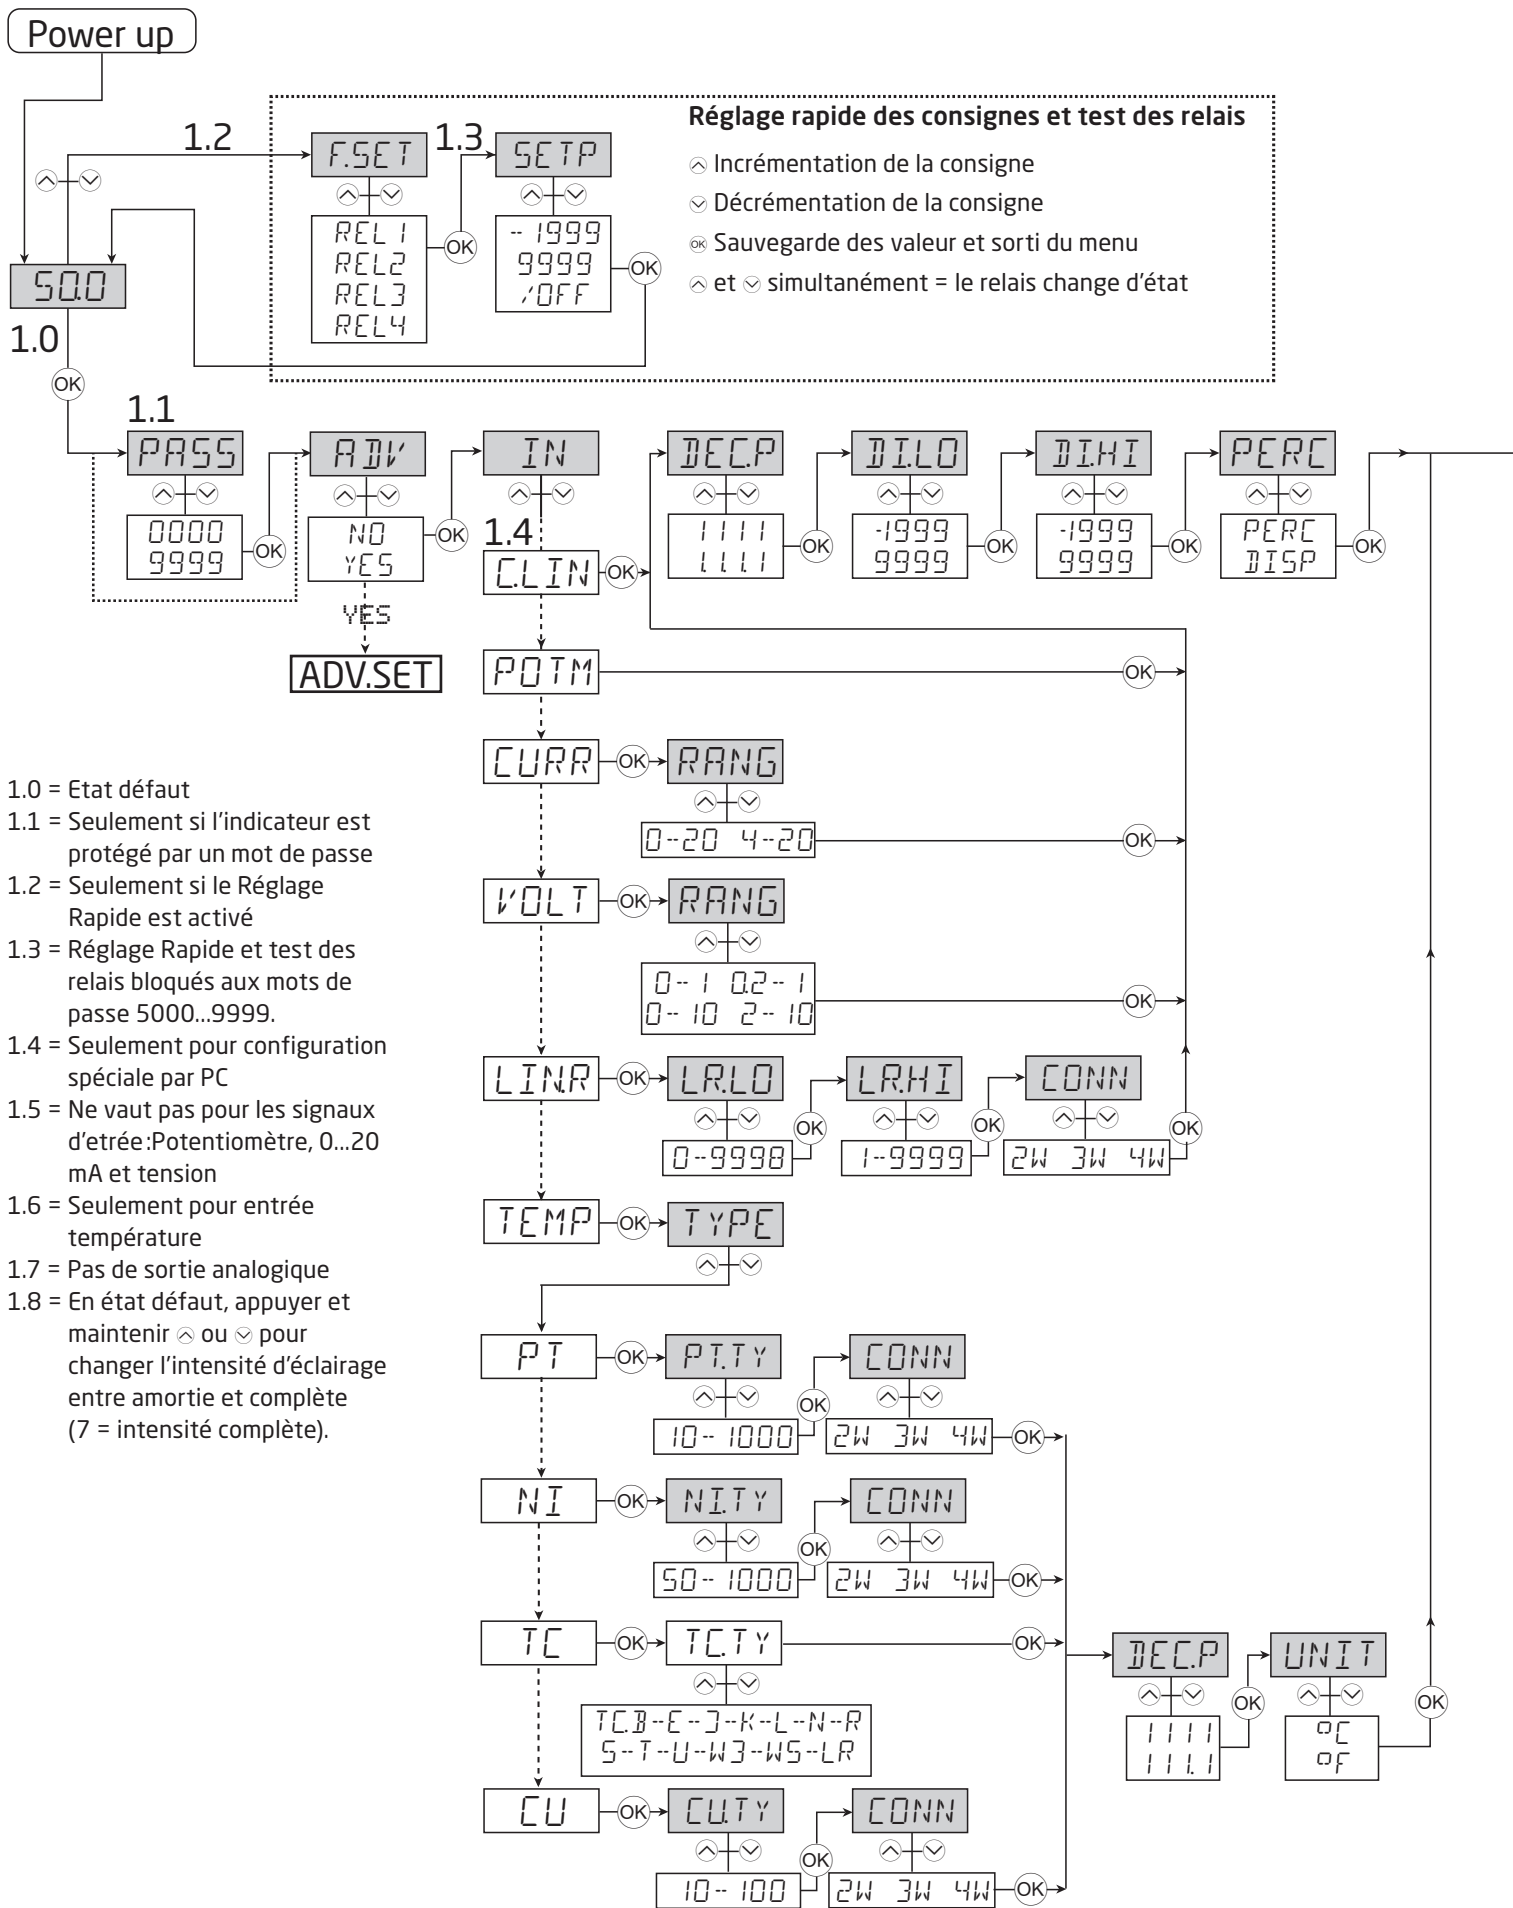 Power up
1.2
F.SET
1.3
SETP
Réglage rapide des consignes et test des relais
Incrémentation de la consigne
Décrémentation de la consigne
OK Sauvegarde des valeur et sorti du menu
et simultanément = le relais change d'état
REL1
REL2
REL3
REL4
OK
-1999
9999
/OFF
OK
50.0
1.0
OK
1.1
PASS
0000
9999
OK
ADV
NO
YES
OK
YES
ADV.SET
IN
1.4
C.LIN
OK
DEC.P
1111
1.1.1.1
OK
DI.LO
-1999
9999
OK
DI.HI
-1999
9999
OK
PERC
PERC
DISP
OK
POTM
OK
CURR
OK
RANG
0-20 4-20
OK
VOLT
OK
RANG
0-1 0.2-1
0-10 2-10
OK
LIN.R
OK
LR.LO
0-9998
OK
LR.HI
1-9999
OK
CONN
2W 3W 4W
OK
TEMP
OK
TYPE
PT
OK
PT.TY
10-1000
OK
CONN
2W 3W 4W
OK
NI
OK
NI.TY
50-1000
OK
CONN
2W 3W 4W
OK
TC
OK
TC.TY
OK
TC.B-E-J-K-L-N-R
S-T-U-W3-W5-LR
CU
OK
CU.TY
10-100
OK
CONN
2W 3W 4W
OK
DEC.P
1111
111.1
OK
UNIT
°C
°F
OK
1.0 = Etat défaut
1.1 = Seulement si l'indicateur est
protégé par un mot de passe
1.2 = Seulement si le Réglage
Rapide est activé
1.3 = Réglage Rapide et test des
relais bloqués aux mots de
passe 5000...9999.
1.4 = Seulement pour configuration
spéciale par PC
1.5 = Ne vaut pas pour les signaux
d'etrée:Potentiomètre, 0...20
mA et tension
1.6 = Seulement pour entrée
température
1.7 = Pas de sortie analogique
1.8 = En état défaut, appuyer et
maintenir ou pour
changer l'intensité d'éclairage
entre amortie et complète
(7 = intensité complète).